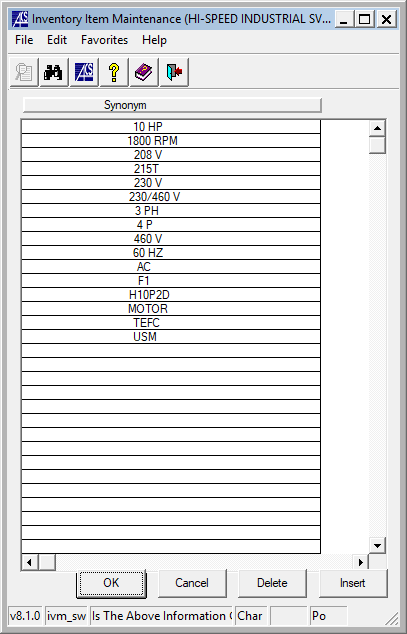 Inventory Item Maintenance (HI-SPEED INDUSTRIAL SV...
File Edit Favorites Help
Synonym
10 HP
1800 RPM
208 V
215T
230 V
230/460 V
3 PH
4 P
460 V
60 HZ
AC
F1
H10P2D
MOTOR
TEFC
USM
OK Cancel Delete Insert
v8.1.0 ivm_sw Is The Above Information Char Po